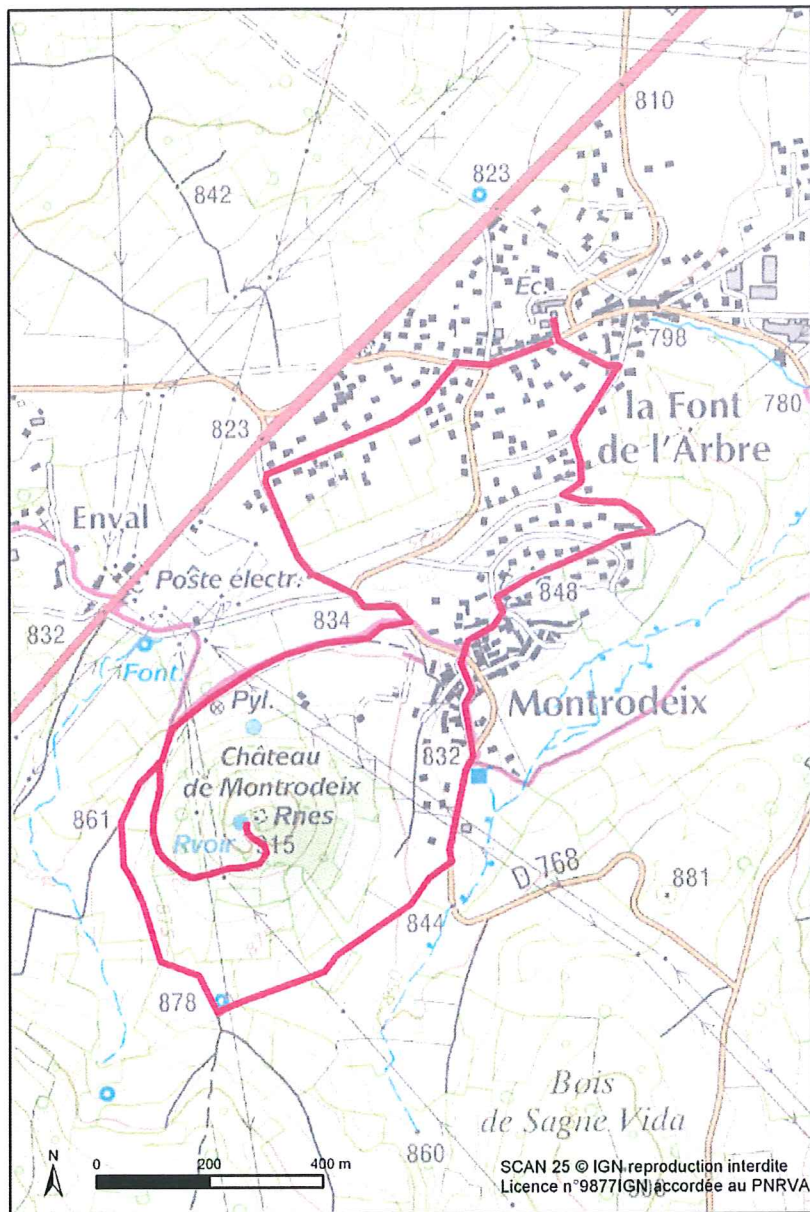 810
823
842
Éc.
798
la Font
de l'Arbre
780
823
Enval
Poste électr.
834
848
832
Font.
Pyl.
Montrodeix
Château
de Montrodeix
832
861
Rnes
Rvoir
915
D 768
881
844
878
Bois
de Sagne Vida
860
N
0 200 400 m
SCAN 25 © IGN reproduction interdite
Licence n°9877IGN accordée au PNRVA